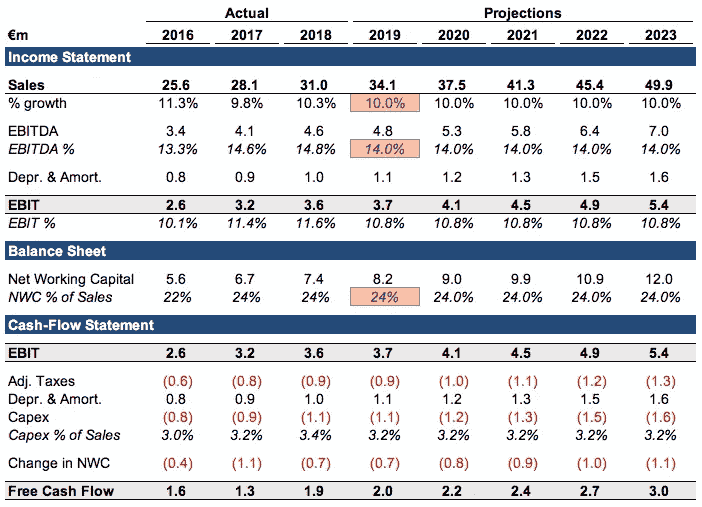 Actual Projections
€m 2016 2017 2018 2019 2020 2021 2022 2023
Income Statement
Sales 25.6 28.1 31.0 34.1 37.5 41.3 45.4 49.9
% growth 11.3% 9.8% 10.3% 10.0% 10.0% 10.0% 10.0% 10.0%
EBITDA 3.4 4.1 4.6 4.8 5.3 5.8 6.4 7.0
EBITDA % 13.3% 14.6% 14.8% 14.0% 14.0% 14.0% 14.0% 14.0%
Depr. & Amort. 0.8 0.9 1.0 1.1 1.2 1.3 1.5 1.6
EBIT 2.6 3.2 3.6 3.7 4.1 4.5 4.9 5.4
EBIT % 10.1% 11.4% 11.6% 10.8% 10.8% 10.8% 10.8% 10.8%
Balance Sheet
Net Working Capital 5.6 6.7 7.4 8.2 9.0 9.9 10.9 12.0
NWC % of Sales 22% 24% 24% 24% 24.0% 24.0% 24.0% 24.0%
Cash-Flow Statement
EBIT 2.6 3.2 3.6 3.7 4.1 4.5 4.9 5.4
Adj. Taxes (0.6) (0.8) (0.9) (0.9) (1.0) (1.1) (1.2) (1.3)
Depr. & Amort. 0.8 0.9 1.0 1.1 1.2 1.3 1.5 1.6
Capex (0.8) (0.9) (1.1) (1.1) (1.2) (1.3) (1.5) (1.6)
Capex % of Sales 3.0% 3.2% 3.4% 3.2% 3.2% 3.2% 3.2% 3.2%
Change in NWC (0.4) (1.1) (0.7) (0.7) (0.8) (0.9) (1.0) (1.1)
Free Cash Flow 1.6 1.3 1.9 2.0 2.2 2.4 2.7 3.0